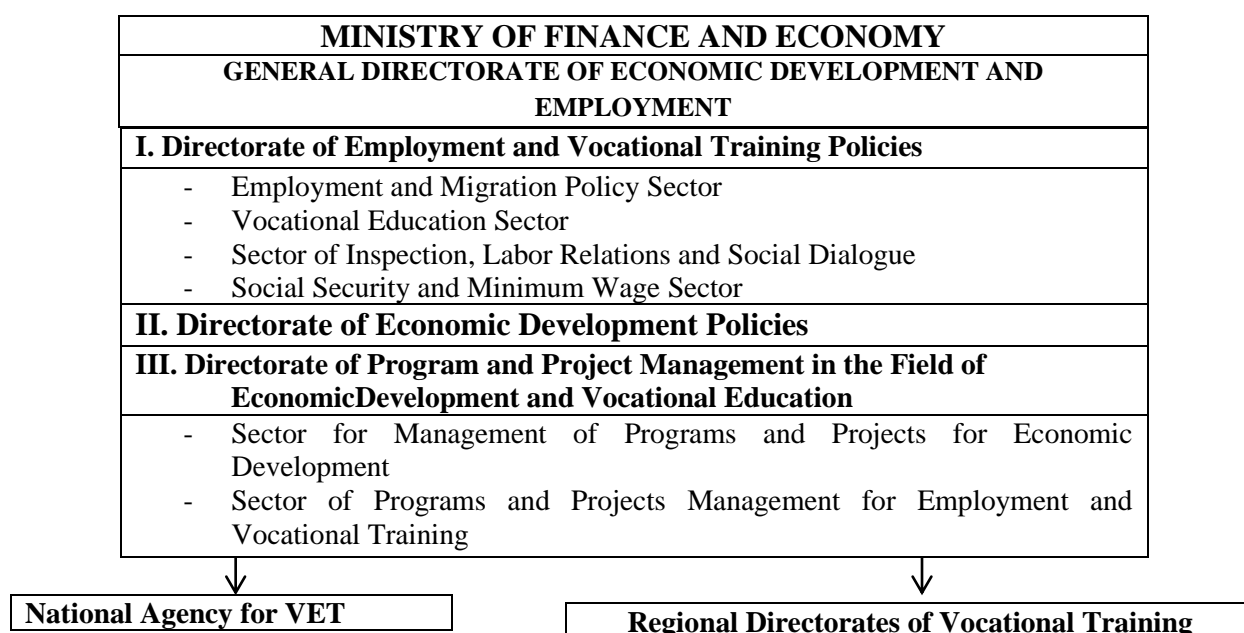 MINISTRY OF FINANCE AND ECONOMY
GENERAL DIRECTORATE OF ECONOMIC DEVELOPMENT AND
EMPLOYMENT
I. Directorate of Employment and Vocational Training Policies
- Employment and Migration Policy Sector
- Vocational Education Sector
- Sector of Inspection, Labor Relations and Social Dialogue
- Social Security and Minimum Wage Sector
II. Directorate of Economic Development Policies
III. Directorate of Program and Project Management in the Field of
EconomicDevelopment and Vocational Education
- Sector for Management of Programs and Projects for Economic
Development
- Sector of Programs and Projects Management for Employment and
Vocational Training
National Agency for VET
Regional Directorates of Vocational Training